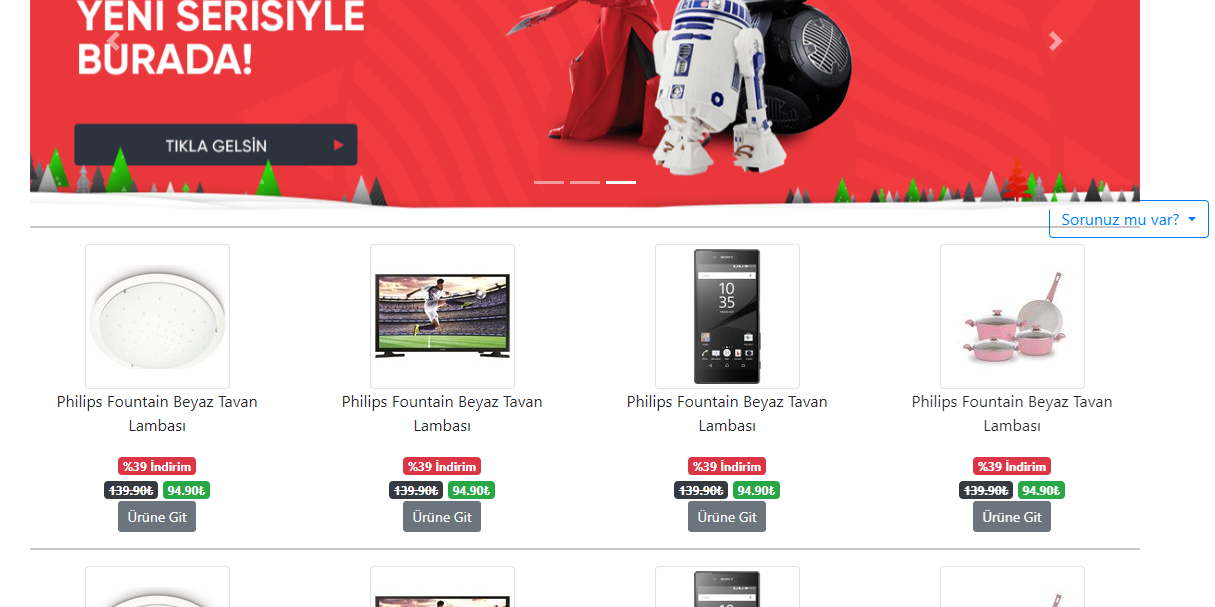 YENİ SERİSİYLE
BURADA!
TIKLA GELSİN
Sorunuz mu var?
SONY
10
35
Philips Fountain Beyaz Tavan
Lambası
%39 İndirim
139.90₺ 94.90₺
Ürüne Git
Philips Fountain Beyaz Tavan
Lambası
%39 İndirim
139.90₺ 94.90₺
Ürüne Git
Philips Fountain Beyaz Tavan
Lambası
%39 İndirim
139.90₺ 94.90₺
Ürüne Git
Philips Fountain Beyaz Tavan
Lambası
%39 İndirim
139.90₺ 94.90₺
Ürüne Git
SONY